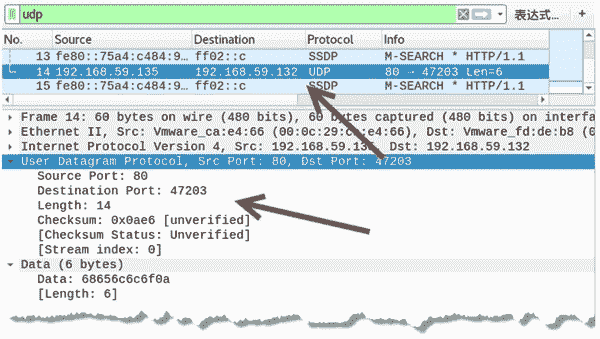 udp 表达式… +
No. Source Destination Protocol Info
13 fe80::75a4:c484:9… ff02::c SSDP M-SEARCH * HTTP/1.1
14 192.168.59.135 192.168.59.132 UDP 80 → 47203 Len=6
15 fe80::75a4:c484:9… ff02::c SSDP M-SEARCH * HTTP/1.1
Frame 14: 60 bytes on wire (480 bits), 60 bytes captured (480 bits) on interfa
Ethernet II, Src: Vmware_ca:e4:66 (00:0c:29:ca:e4:66), Dst: Vmware_fd:de:b8 (0
Internet Protocol Version 4, Src: 192.168.59.135, Dst: 192.168.59.132
User Datagram Protocol, Src Port: 80, Dst Port: 47203
Source Port: 80
Destination Port: 47203
Length: 14
Checksum: 0x0ae6 [unverified]
[Checksum Status: Unverified]
[Stream index: 0]
Data (6 bytes)
Data: 68656c6c6f0a
[Length: 6]